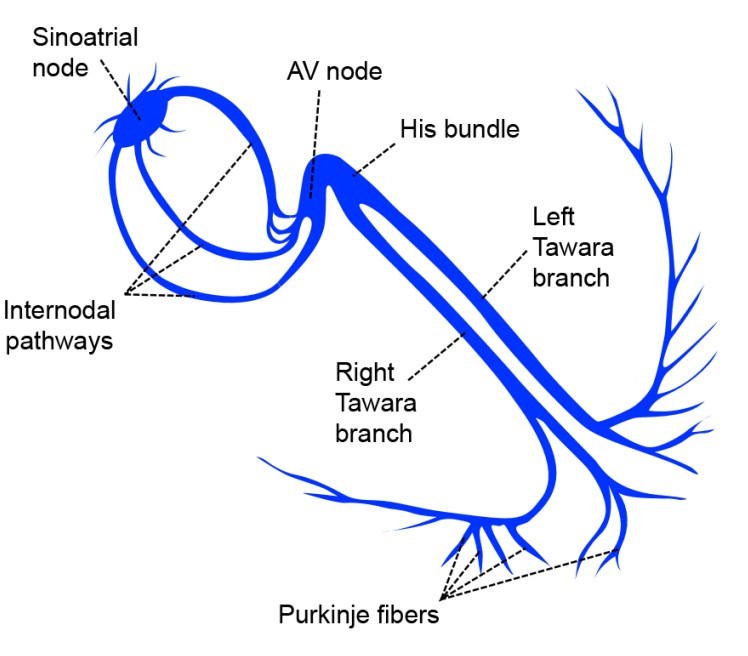 Sinoatrial
node
AV node
His bundle
Left
Tawara
branch
Internodal
pathways
Right
Tawara
branch
Purkinje fibers